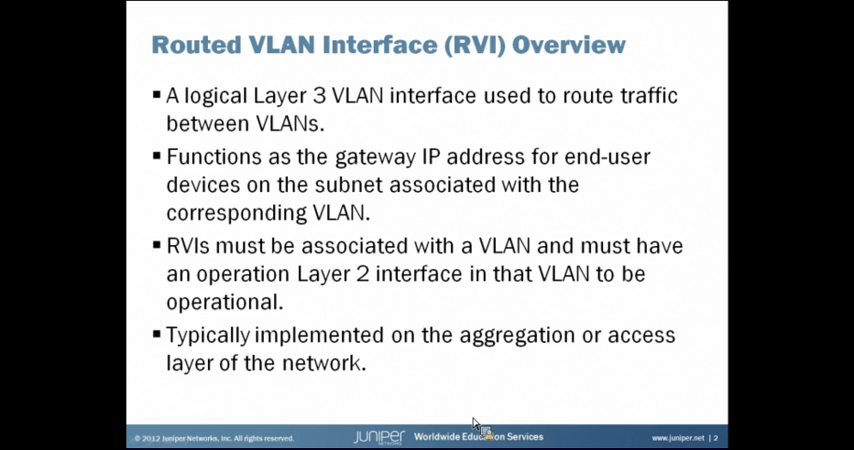 Routed VLAN Interface (RVI) Overview
▪ A logical Layer 3 VLAN interface used to route traffic
between VLANs.
▪ Functions as the gateway IP address for end-user
devices on the subnet associated with the
corresponding VLAN.
▪ RVIs must be associated with a VLAN and must have
an operation Layer 2 interface in that VLAN to be
operational.
▪ Typically implemented on the aggregation or access
layer of the network.
© 2012 Juniper Networks, Inc. All rights reserved.
JUNIPER
NETWORKS
Worldwide Education Services
www.juniper.net | 2